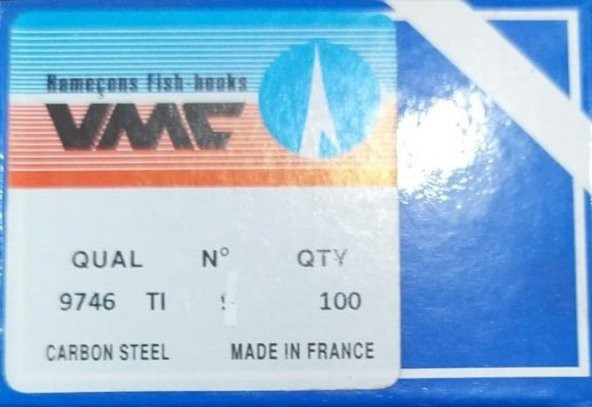 Hameçons fish-hooks
VMC
QUAL N° QTY
9746 TI 100
CARBON STEEL MADE IN FRANCE